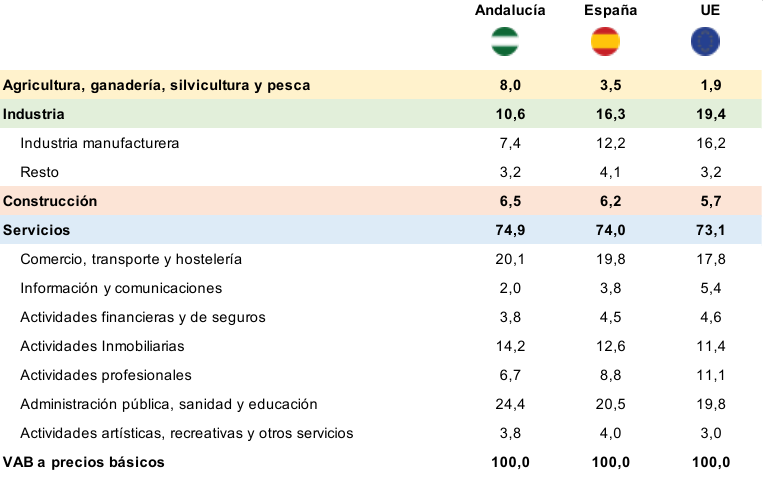 Andalucía España UE
Agricultura, ganadería, silvicultura y pesca 8,0 3,5 1,9
Industria 10,6 16,3 19,4
Industria manufacturera 7,4 12,2 16,2
Resto 3,2 4,1 3,2
Construcción 6,5 6,2 5,7
Servicios 74,9 74,0 73,1
Comercio, transporte y hostelería 20,1 19,8 17,8
Información y comunicaciones 2,0 3,8 5,4
Actividades financieras y de seguros 3,8 4,5 4,6
Actividades Inmobiliarias 14,2 12,6 11,4
Actividades profesionales 6,7 8,8 11,1
Administración pública, sanidad y educación 24,4 20,5 19,8
Actividades artísticas, recreativas y otros servicios 3,8 4,0 3,0
VAB a precios básicos 100,0 100,0 100,0